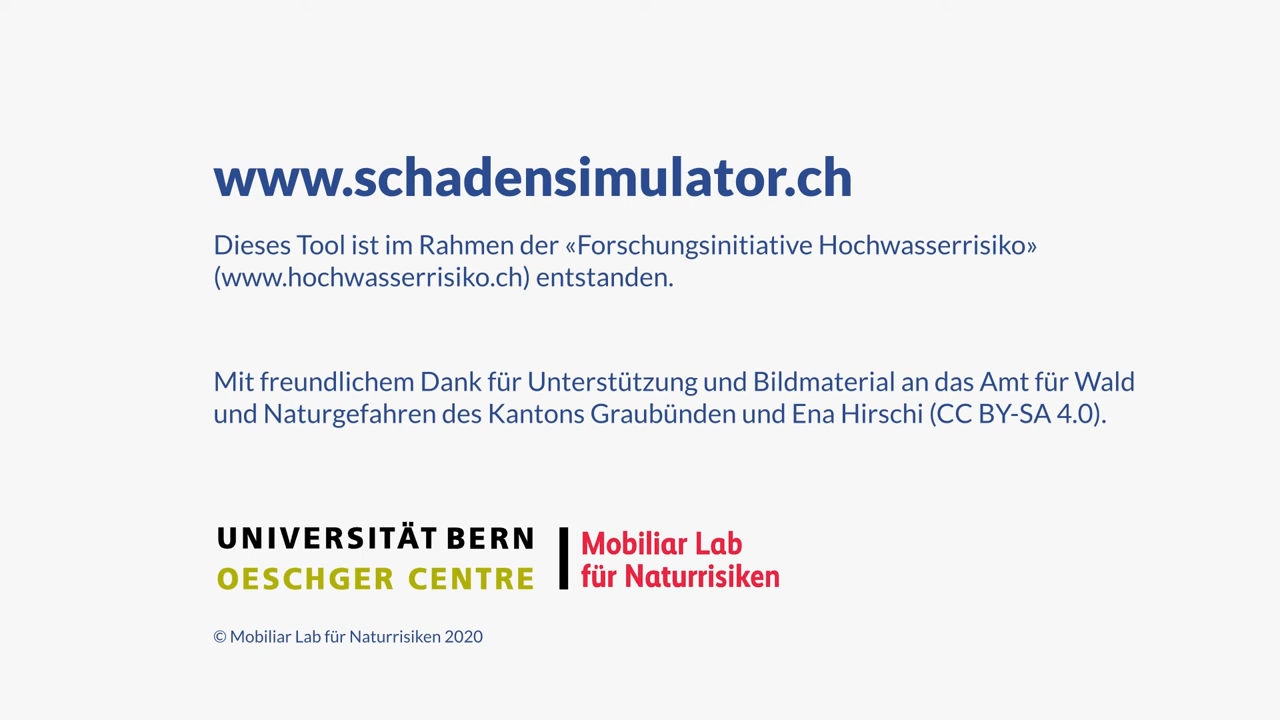 www.schadensimulator.ch
Dieses Tool ist im Rahmen der «Forschungsinitiative Hochwasserrisiko»
(www.hochwasserrisiko.ch) entstanden.
Mit freundlichem Dank für Unterstützung und Bildmaterial an das Amt für Wald
und Naturgefahren des Kantons Graubünden und Ena Hirschi (CC BY-SA 4.0).
UNIVERSITÄT BERN
OESCHGER CENTRE
Mobiliar Lab
für Naturrisiken
© Mobiliar Lab für Naturrisiken 2020